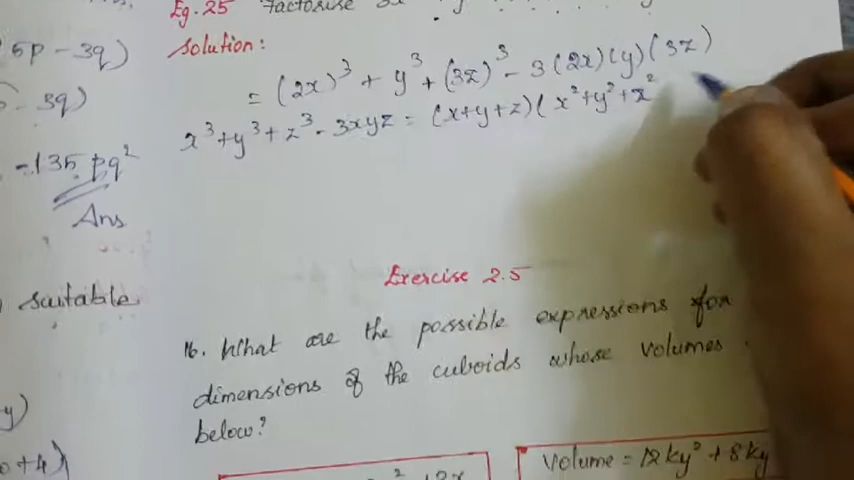 Eg. 25 Factorise
Solution:
= (2x)³ + y³ + (3z)³ - 3(2x)(y)(3z)
x³+y³+z³-3xyz = (x+y+z)(x²+y²+z²
5p - 3q)
- 3q)
-135 pq²
Ans
suitable
Exercise 2.5
16. What are the possible expressions for
dimensions of the cuboids whose volumes
below?
Volume = 12ky² + 8ky
y)
+4)